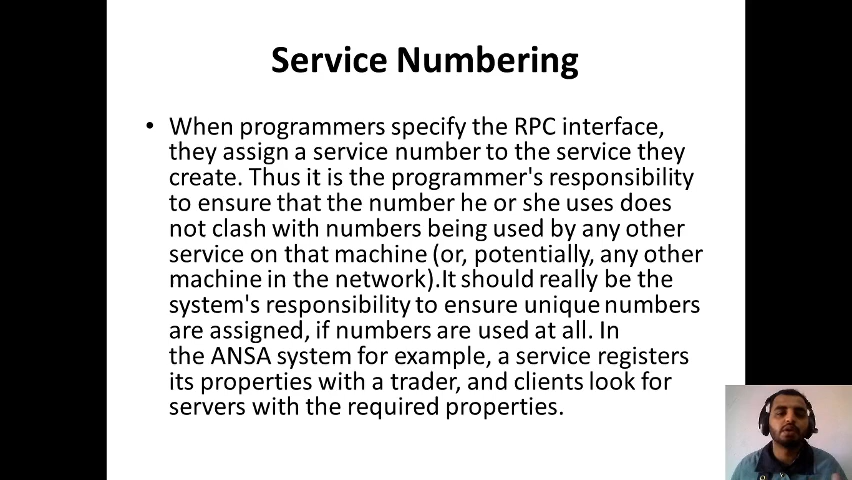 Service Numbering
• When programmers specify the RPC interface,
they assign a service number to the service they
create. Thus it is the programmer's responsibility
to ensure that the number he or she uses does
not clash with numbers being used by any other
service on that machine (or, potentially, any other
machine in the network).It should really be the
system's responsibility to ensure unique numbers
are assigned, if numbers are used at all. In
the ANSA system for example, a service registers
its properties with a trader, and clients look for
servers with the required properties.